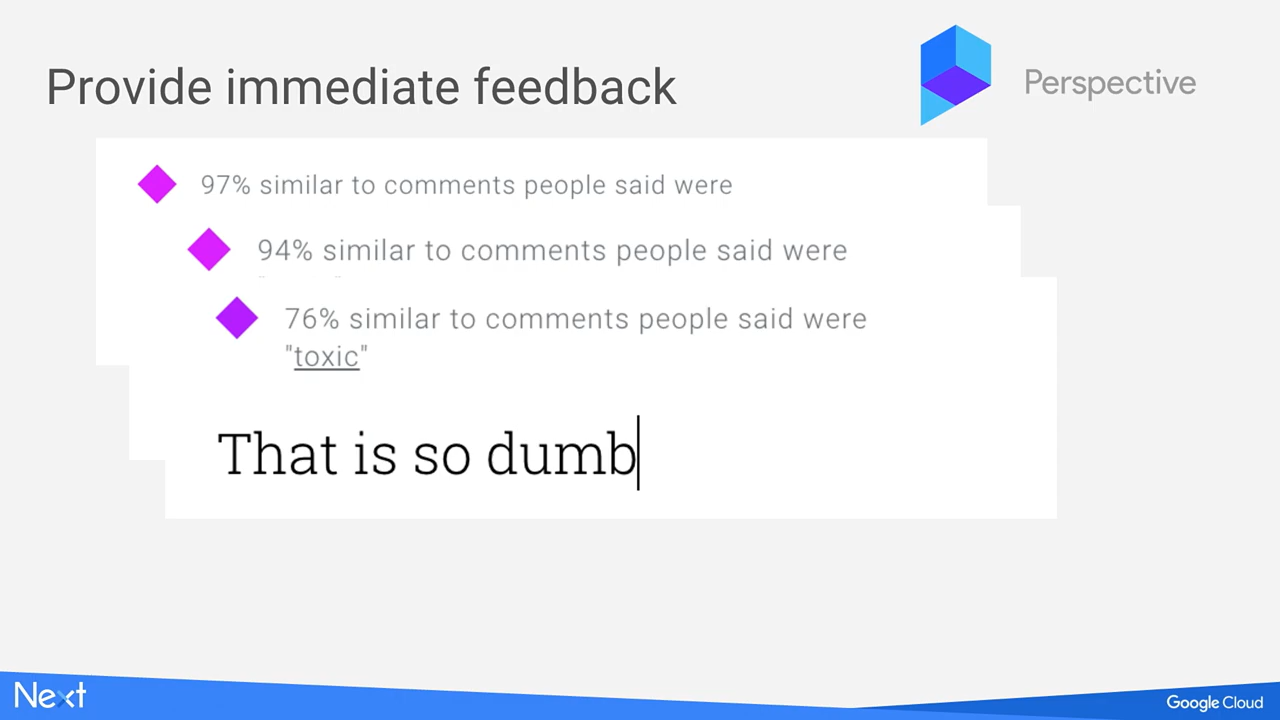 Provide immediate feedback
Perspective
97% similar to comments people said were
94% similar to comments people said were
76% similar to comments people said were
"toxic"
That is so dumb
Next
Google Cloud